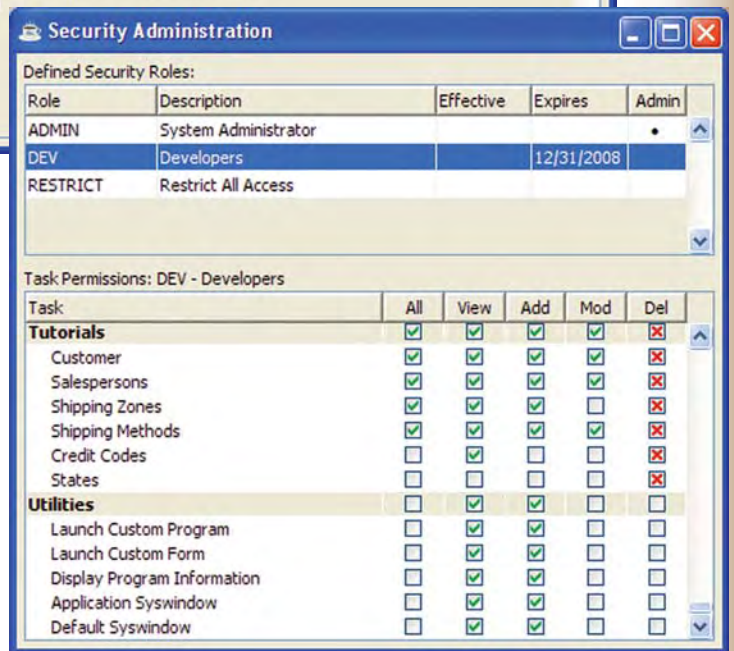 Security Administration
Defined Security Roles:
Role Description Effective Expires Admin
ADMIN System Administrator •
DEV Developers 12/31/2008
RESTRICT Restrict All Access
Task Permissions: DEV - Developers
Task All View Add Mod Del
Tutorials
Customer
Salespersons
Shipping Zones
Shipping Methods
Credit Codes
States
Utilities
Launch Custom Program
Launch Custom Form
Display Program Information
Application Syswindow
Default Syswindow